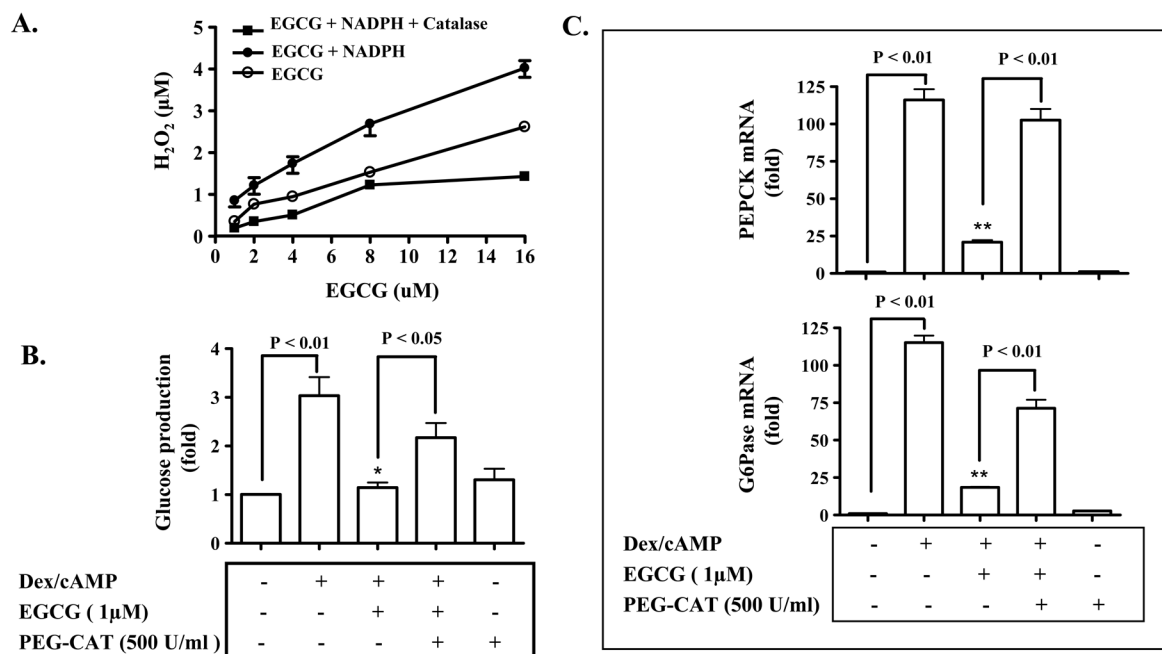 A.
EGCG + NADPH + Catalase
EGCG + NADPH
EGCG
H2O2 (μM)
5
4
3
2
1
0
0 2 4 6 8 10 12 14 16
EGCG (uM)
B.
P < 0.01
P < 0.05
Glucose production
(fold)
4
3
2
1
0
*
Dex/cAMP - + + + -
EGCG ( 1μM) - - + + -
PEG-CAT (500 U/ml ) - - - + +
C.
P < 0.01
P < 0.01
PEPCK mRNA
(fold)
125
100
75
50
25
0
**
P < 0.01
P < 0.01
G6Pase mRNA
(fold)
125
100
75
50
25
0
**
Dex/cAMP - + + + -
EGCG ( 1μM) - - + + -
PEG-CAT (500 U/ml) - - - + +